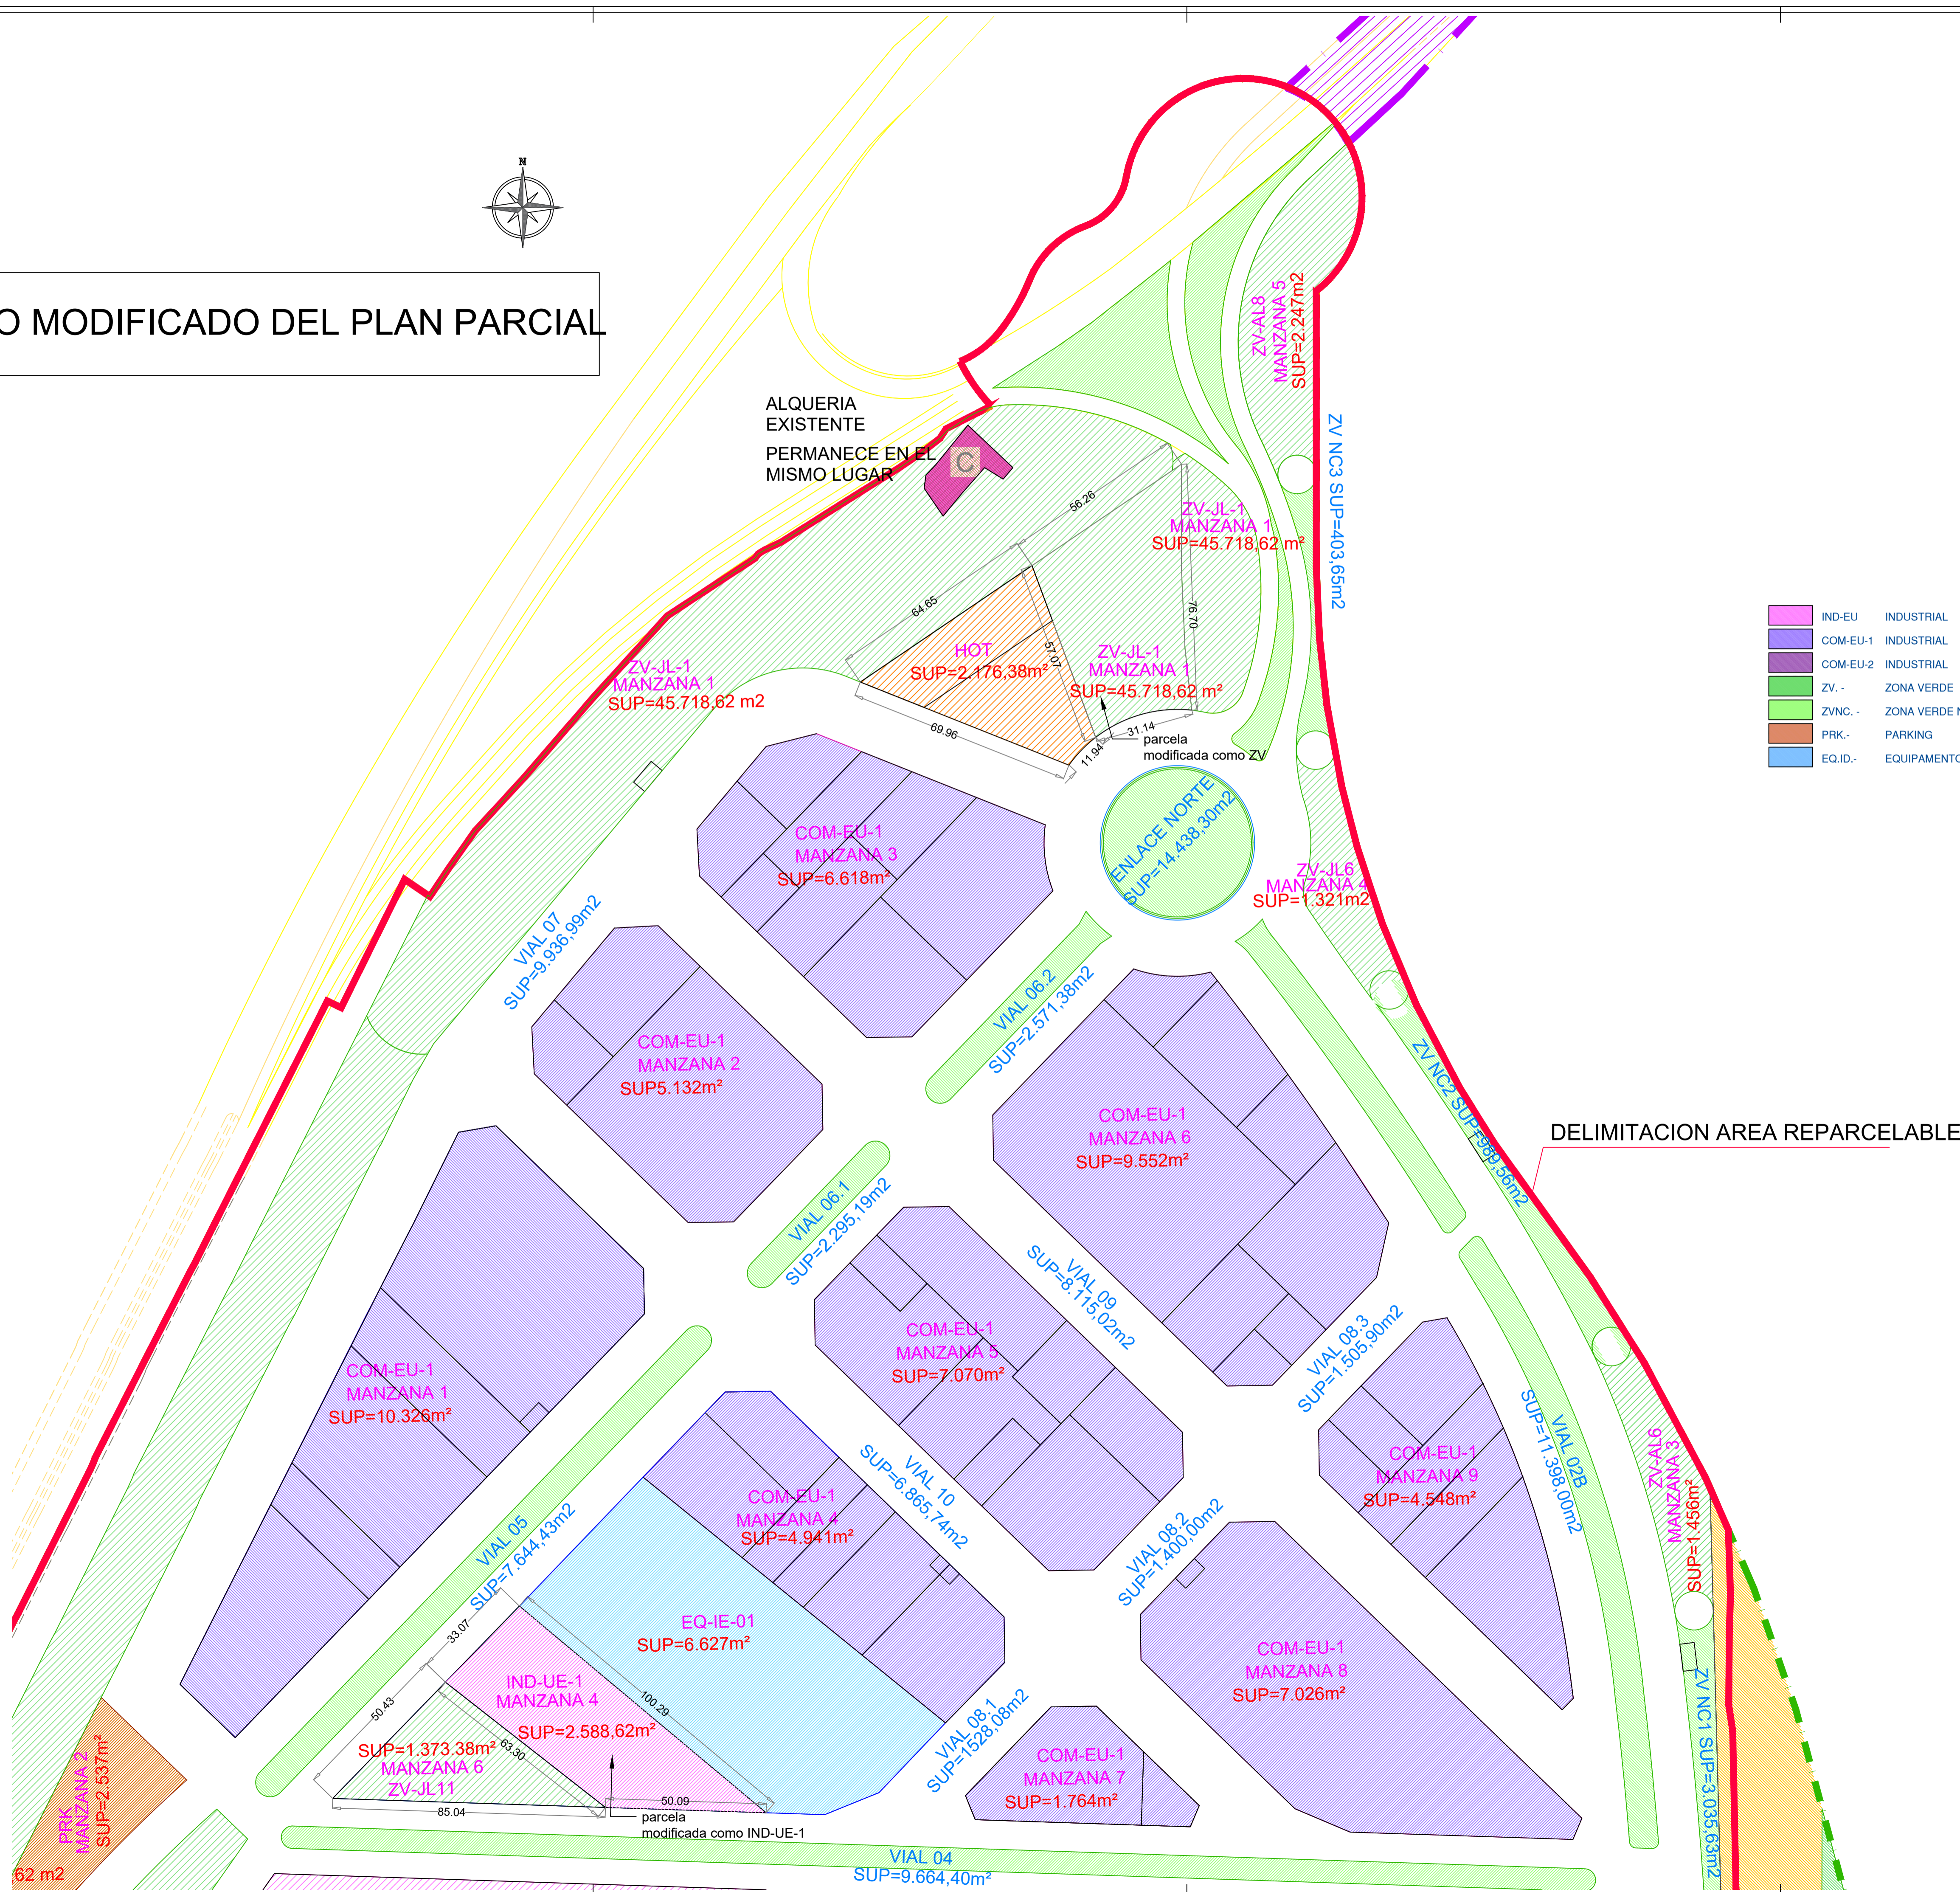 N
O MODIFICADO DEL PLAN PARCIAL
ALQUERIA
EXISTENTE
PERMANECE EN EL
MISMO LUGAR
C
ZV-AL8
MANZANA 5
SUP=2.247m2
ZV NC3 SUP=403,65m2
56.26
64.65
76.70
57.07
69.96
11.94
31.14
ZV-JL-1
MANZANA 1
SUP=45.718,62 m²
HOT
SUP=2.176,38m²
ZV-JL-1
MANZANA 1
SUP=45.718,62 m²
ZV-JL-1
MANZANA 1
SUP=45.718,62 m2
parcela
modificada como ZV
IND-EU INDUSTRIAL
COM-EU-1 INDUSTRIAL
COM-EU-2 INDUSTRIAL
ZV. - ZONA VERDE
ZVNC. - ZONA VERDE N
PRK.- PARKING
EQ.ID.- EQUIPAMENTO
ENLACE NORTE
SUP=14.438,30m2
COM-EU-1
MANZANA 3
SUP=6.618m²
ZV-JL6
MANZANA 4
SUP=1.321m2
VIAL 07
SUP=9.936,99m2
VIAL 06.2
SUP=2.571,38m2
COM-EU-1
MANZANA 2
SUP5.132m²
COM-EU-1
MANZANA 6
SUP=9.552m²
ZV NC2 SUP=989,56m2
DELIMITACION AREA REPARCELABLE
VIAL 06.1
SUP=2.295,19m2
VIAL 09
SUP=8.115,02m2
COM-EU-1
MANZANA 5
SUP=7.070m²
VIAL 08.3
SUP=1.505,90m2
COM-EU-1
MANZANA 1
SUP=10.326m²
VIAL 02B
SUP=11.398,00m2
COM-EU-1
MANZANA 9
SUP=4.548m²
ZV-AL6
MANZANA 3
SUP=1.456m²
COM-EU-1
MANZANA 4
SUP=4.941m²
VIAL 10
SUP=6.865,74m2
VIAL 05
SUP=7.644,43m2
VIAL 08.2
SUP=1.400,00m2
EQ-IE-01
SUP=6.627m²
33.07
50.43
100.29
63.30
IND-UE-1
MANZANA 4
SUP=2.588,62m²
COM-EU-1
MANZANA 8
SUP=7.026m²
VIAL 08.1
SUP=1528,08m2
ZV NC1 SUP=3.035,63m2
SUP=1.373.38m²
MANZANA 6
ZV-JL11
85.04
50.09
parcela
modificada como IND-UE-1
COM-EU-1
MANZANA 7
SUP=1.764m²
PRK
MANZANA 2
SUP=2.537m²
62 m2
VIAL 04
SUP=9.664,40m²